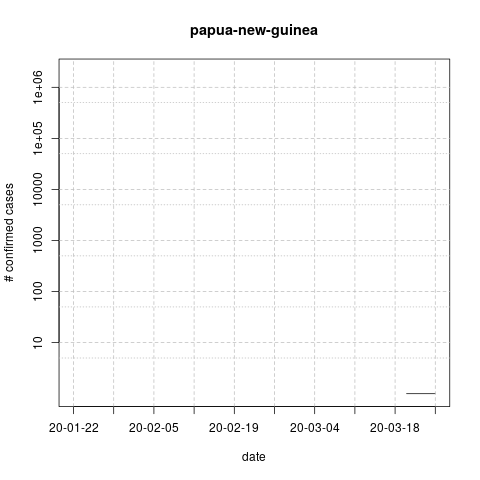 papua-new-guinea
# confirmed cases
1e+06
1e+05
10000
1000
100
10
20-01-22 20-02-05 20-02-19 20-03-04 20-03-18
date